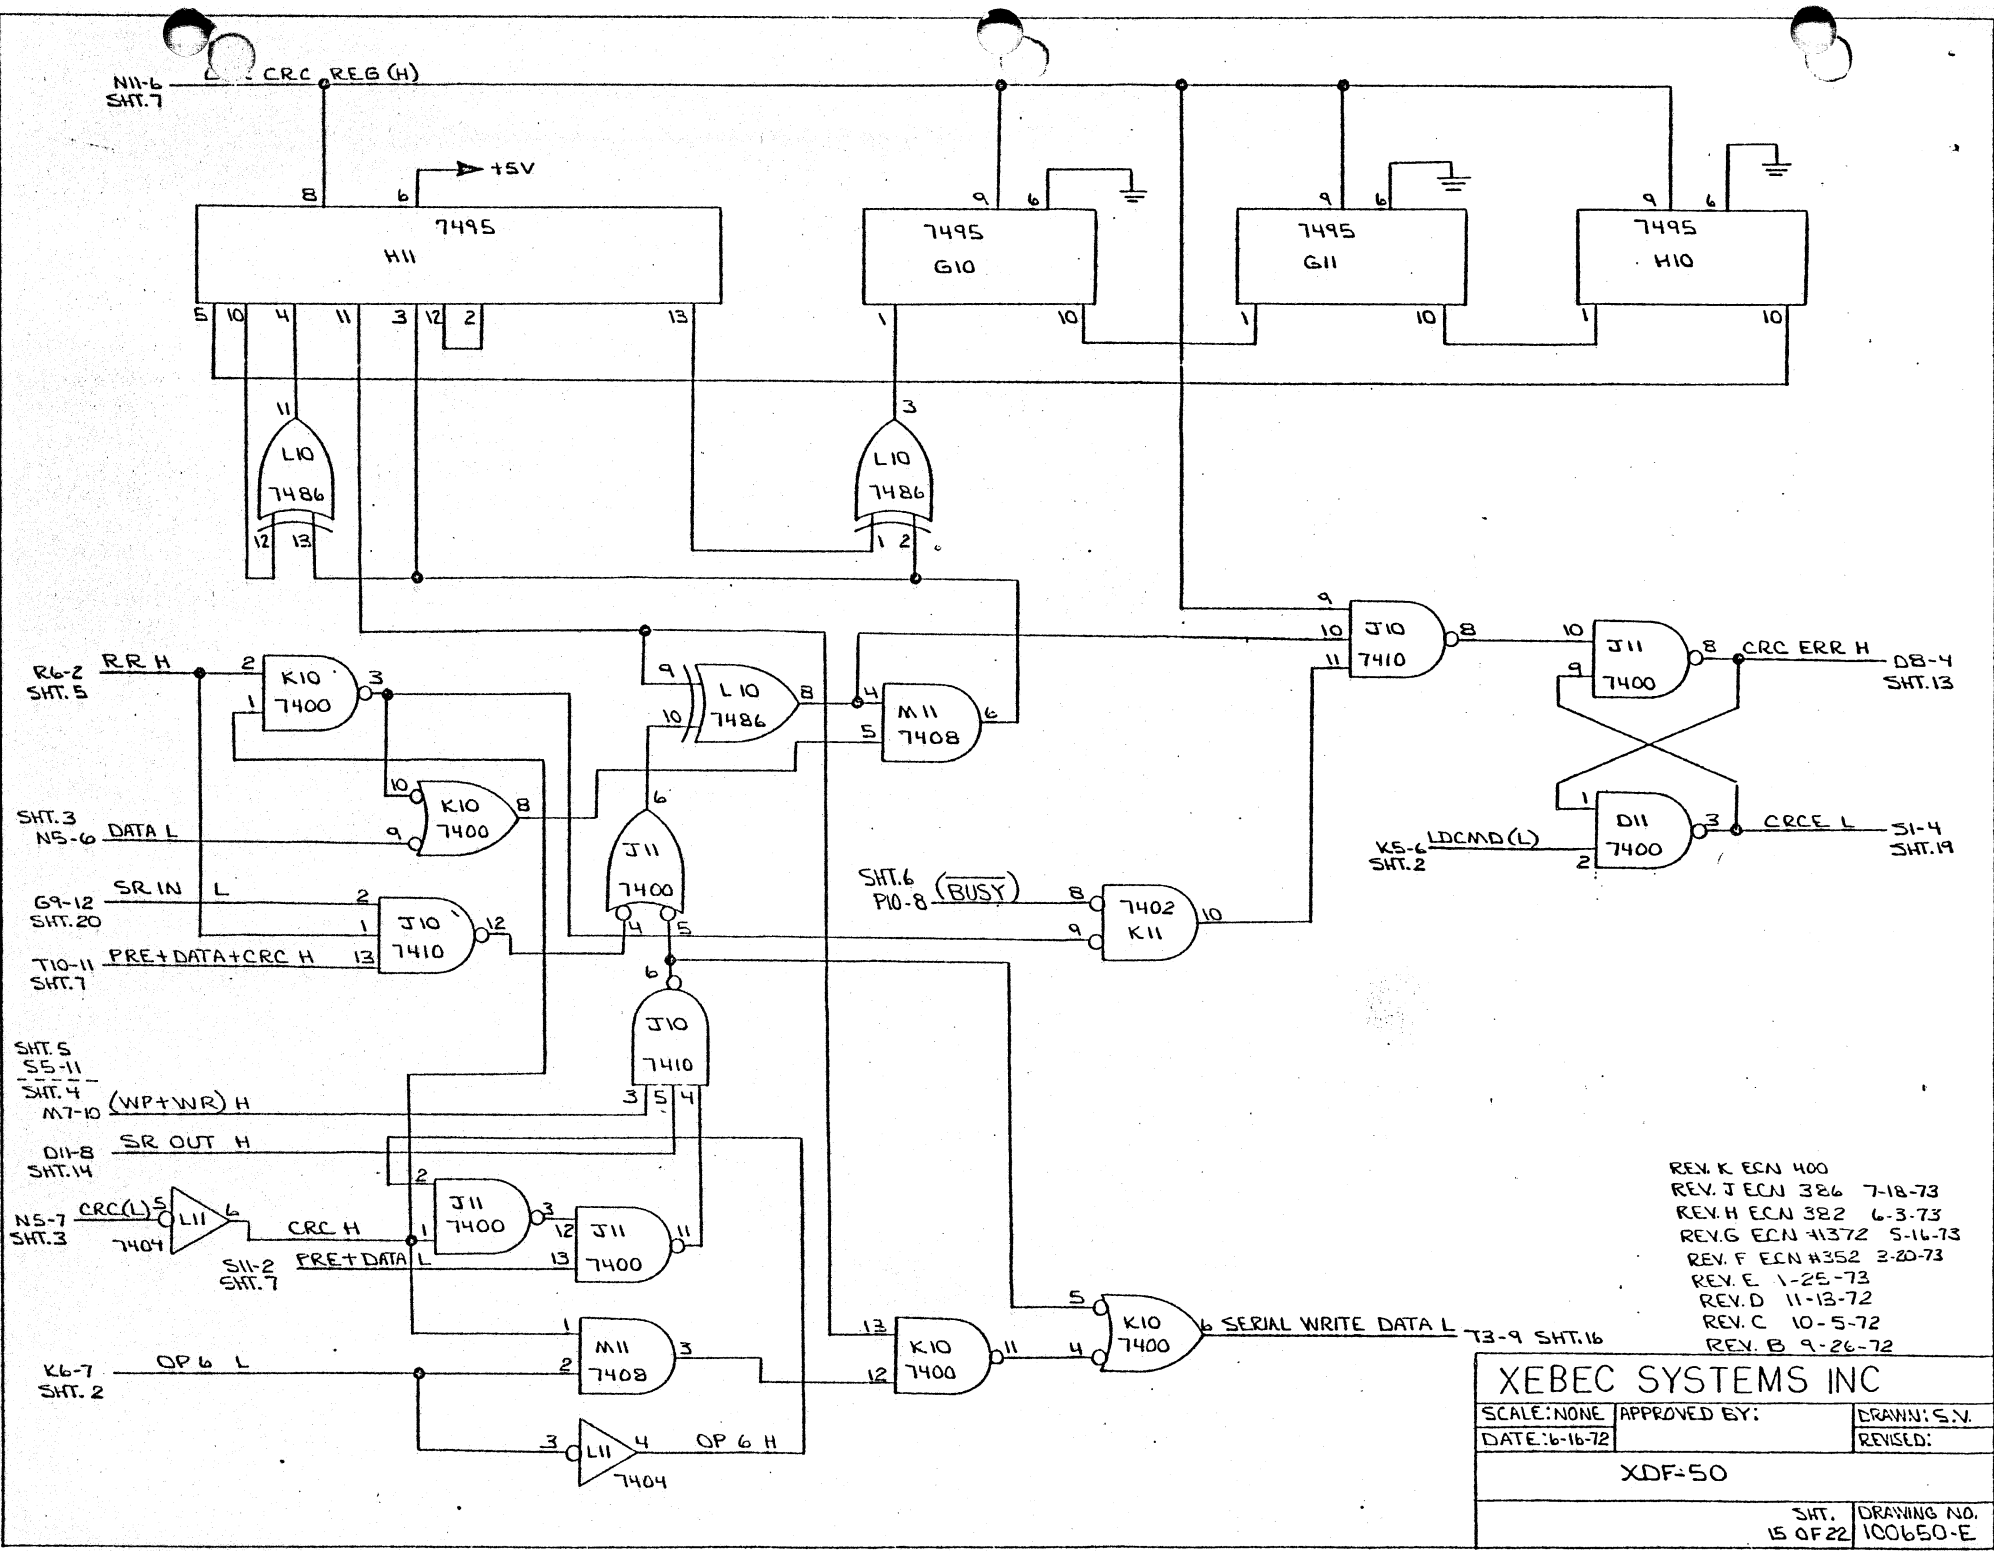 CRC REG (H)
N11-6
SHT.7
+5V
8
6
7495
H11
5 10 4 11 3 12 2 13
9 6
7495
G10
1 10
9 6
7495
G11
1 10
9 6
7495
H10
1 10
11
L10
7486
12 13
3
L10
7486
1 2
R6-2
SHT.5
RR H
2
1
K10
7400
3
9
10
L10
7486
8
4
5
M11
7408
6
9
10
11
J10
7410
8
10
9
J11
7400
8
CRC ERR H
D8-4
SHT.13
SHT.3
N5-6
DATA L
10
9
K10
7400
8
6
J11
7400
4 5
K5-6
SHT.2
LDCMD(L)
1
2
D11
7400
3
CRCE L
S1-4
SHT.19
G9-12
SHT.20
SR IN L
T10-11
SHT.7
PRE+DATA+CRC H
2
1
13
J10
7410
12
SHT.6
P10-8
(BUSY)
8
9
7402
K11
10
6
J10
7410
3 5 4
SHT.5
S5-11
SHT.4
M7-10
(WP+WR) H
D11-8
SHT.14
SR OUT H
N5-7
SHT.3
CRC(L)
5
L11
6
7404
CRC H
2
1
J11
7400
3
S11-2
SHT.7
PRE+DATA L
12
13
J11
7400
11
1
2
M11
7408
3
K6-7
SHT.2
OP 6 L
3
L11
4
7404
OP 6 H
13
12
K10
7400
11
5
4
K10
7400
6
SERIAL WRITE DATA L
T3-9 SHT.16
REV. K ECN 400
REV. J ECN 386 7-18-73
REV. H ECN 382 6-3-73
REV.G ECN #1372 5-16-73
REV. F ECN #352 3-20-73
REV. E 1-25-73
REV. D 11-13-72
REV. C 10-5-72
REV. B 9-26-72
XEBEC SYSTEMS INC
SCALE: NONE APPROVED BY: DRAWN: S.V.
DATE: 6-16-72 REVISED:
XDF-50
SHT. DRAWING NO.
15 OF 22 100650-E